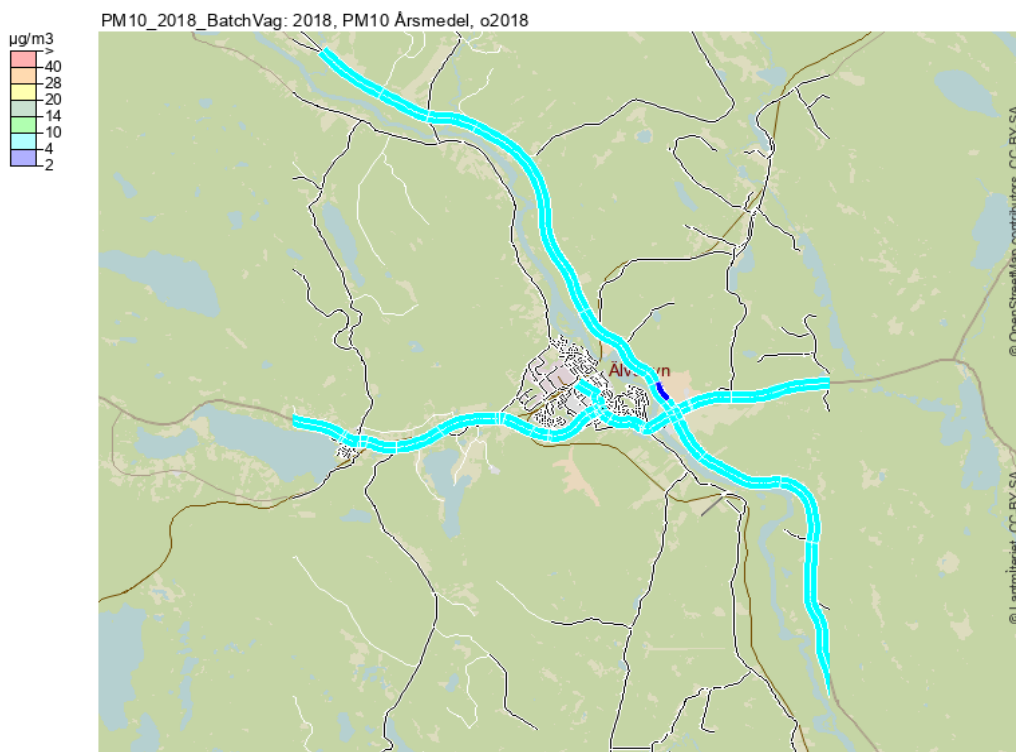 PM10_2018_BatchVag: 2018, PM10 Årsmedel, o2018
µg/m3
>
40
28
20
14
10
4
2
© OpenStreetMap contributors, CC BY SA
© Lantmäteriet, CC BY SA